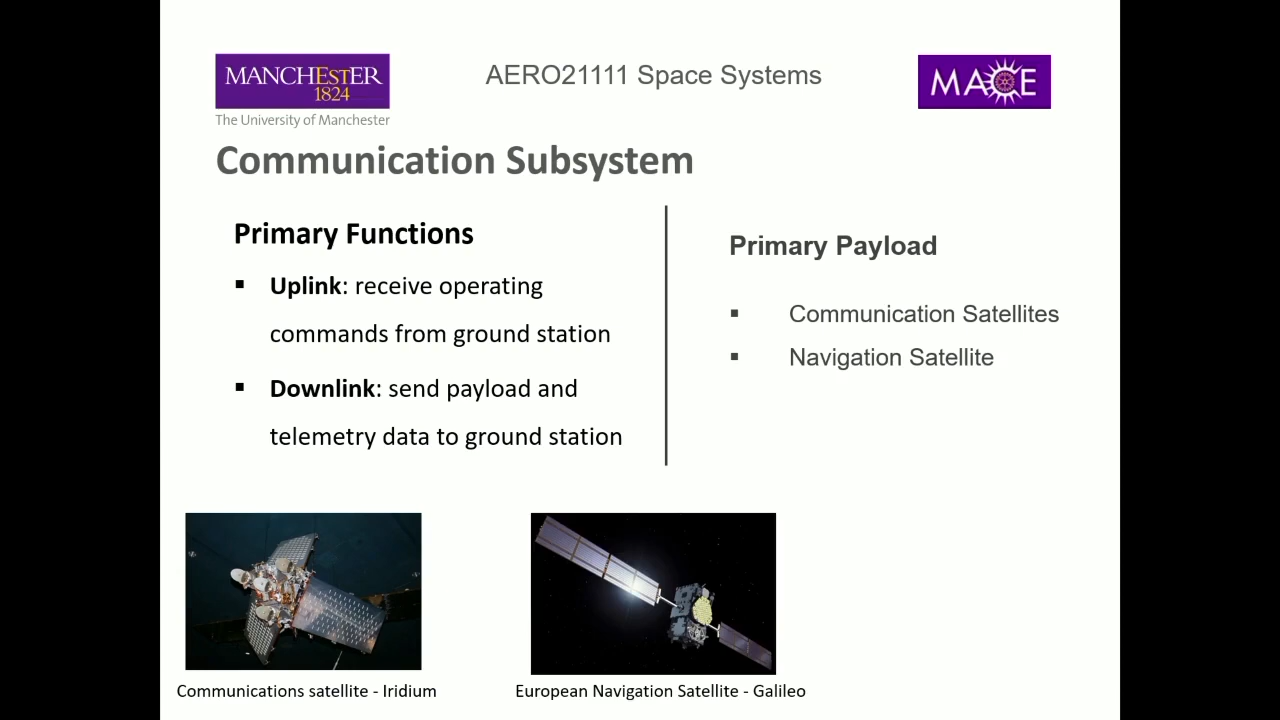 MANCHESTER
1824
The University of Manchester
AERO21111 Space Systems
MACE
Communication Subsystem
Primary Functions
▪ Uplink: receive operating
commands from ground station
▪ Downlink: send payload and
telemetry data to ground station
Primary Payload
▪ Communication Satellites
▪ Navigation Satellite
Communications satellite - Iridium
European Navigation Satellite - Galileo